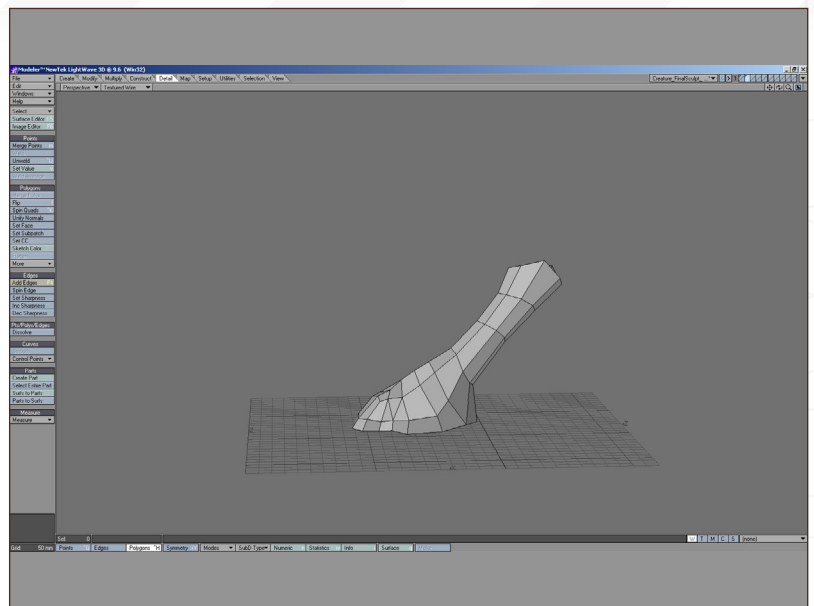 Modeler™ NewTek LightWave 3D ® 9.6 (Win32)
File
Create Modify Multiply Construct Detail Map Setup Utilities Selection View
Creature_FinalSculpt_
Edit
Perspective Textured Wire
Windows
Help
Select
Surface Editor
Image Editor
Points
Merge Points
Unweld
Set Value
Polygons
Flip
Spin Quads
Unify Normals
Set Face
Set Subpatch
Set CC
Sketch Color
More
Edges
Add Edges
Spin Edge
Set Sharpness
Inc Sharpness
Dec Sharpness
Pts/Polys/Edges
Dissolve
Curves
Control Points
Parts
Create Part
Select Entire Part
Surfs to Parts
Parts to Surfs
Measure
Measure
Sel: 0
W T M C S (none)
Grid: 50 mm Points Edges Polygons ^H Symmetry Modes SubD-Type Numeric Statistics Info Surface